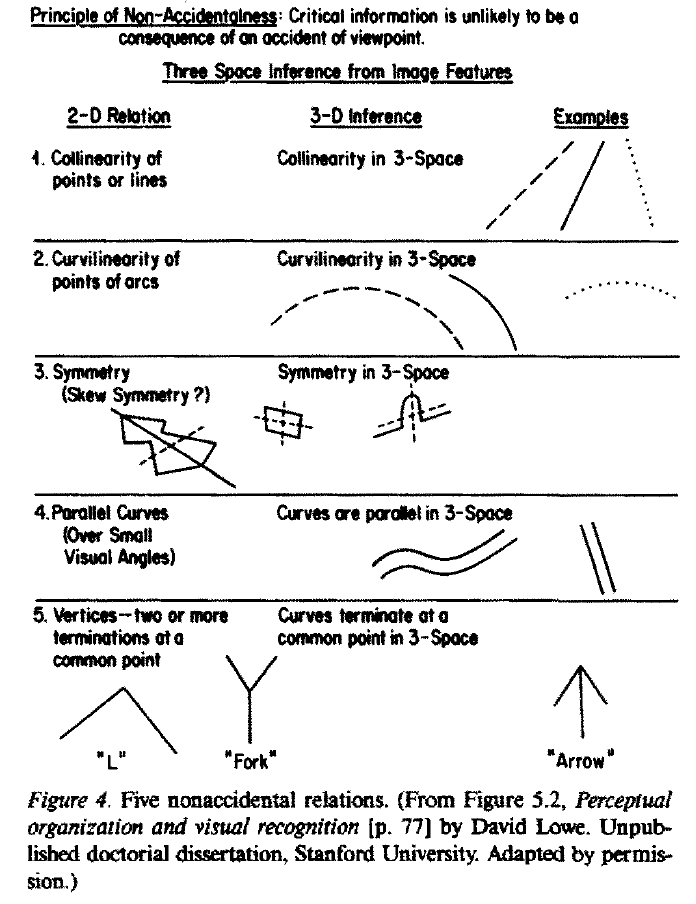 Principle of Non-Accidentalness: Critical information is unlikely to be a
consequence of an accident of viewpoint.
Three Space Inference from Image Features
2-D Relation 3-D Inference Examples
1. Collinearity of Collinearity in 3-Space
points or lines
2. Curvilinearity of Curvilinearity in 3-Space
points of arcs
3. Symmetry Symmetry in 3-Space
(Skew Symmetry ?)
4. Parallel Curves Curves are parallel in 3-Space
(Over Small
Visual Angles)
5. Vertices—two or more Curves terminate at a
terminations at a common point in 3-Space
common point
"L" "Fork" "Arrow"
Figure 4. Five nonaccidental relations. (From Figure 5.2, Perceptual
organization and visual recognition [p. 77] by David Lowe. Unpub-
lished doctorial dissertation, Stanford University. Adapted by permis-
sion.)